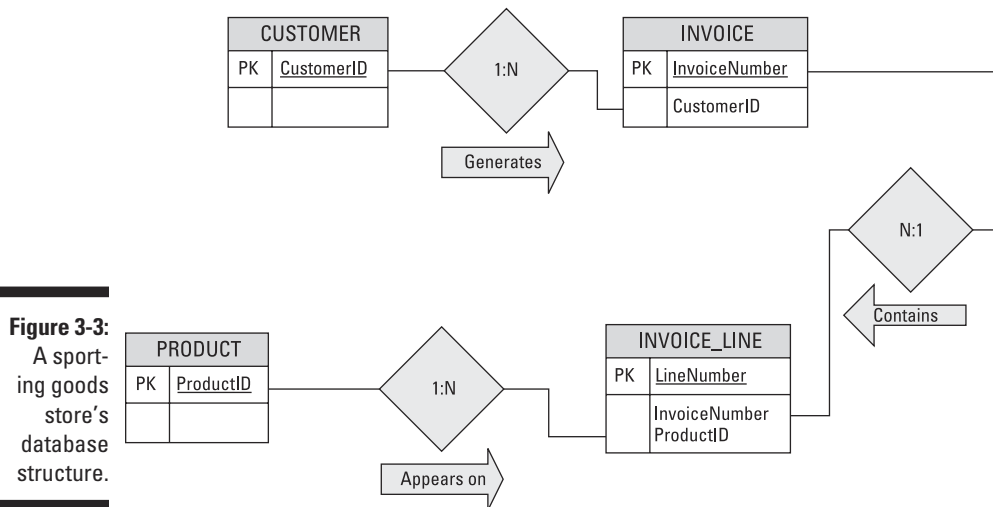 CUSTOMER
PK CustomerID
1:N
Generates
INVOICE
PK InvoiceNumber
CustomerID
N:1
Contains
Figure 3-3:
A sport-
ing goods
store's
database
structure.
PRODUCT
PK ProductID
1:N
Appears on
INVOICE_LINE
PK LineNumber
InvoiceNumber
ProductID